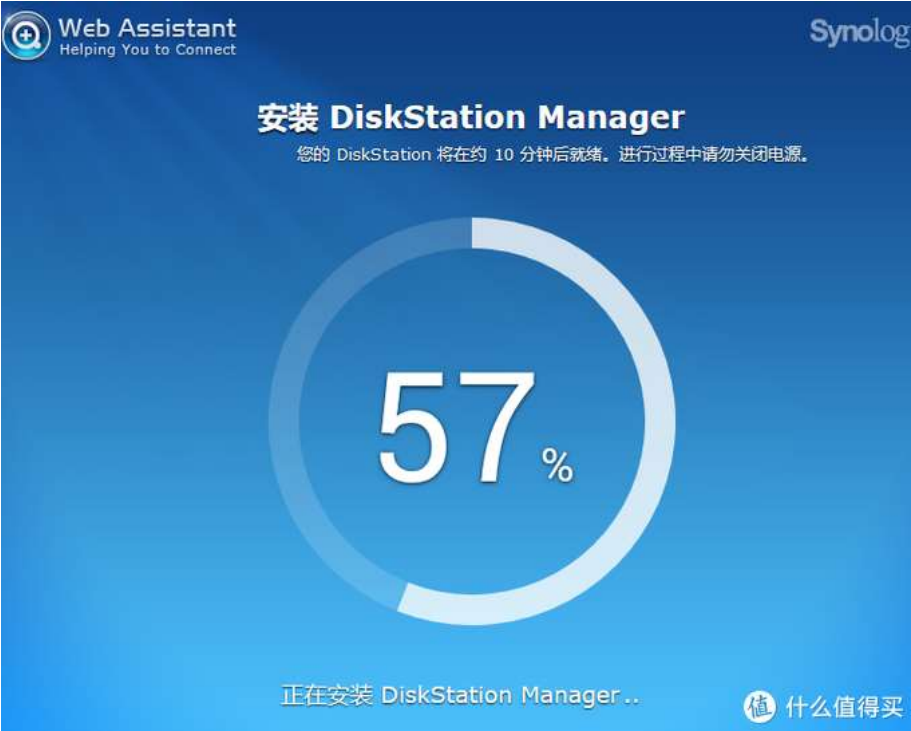 Web Assistant
Helping You to Connect
Synolog
安装 DiskStation Manager
您的 DiskStation 将在约 10 分钟后就绪。进行过程中请勿关闭电源。
57 %
正在安装 DiskStation Manager..
值 什么值得买